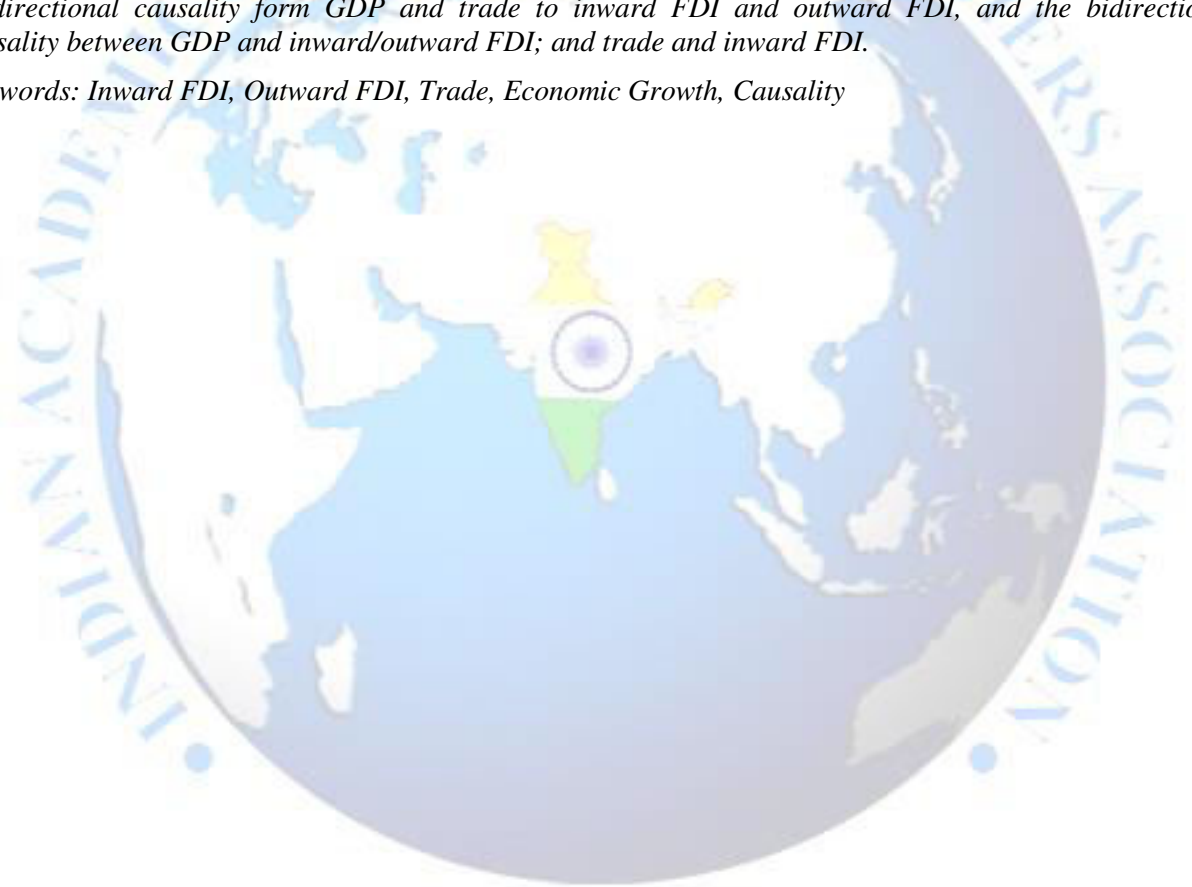 directional causality form GDP and trade to inward FDI and outward FDI, and the
sality between GDP and inward/outward FDI; and trade and inward FDI.
words: Inward FDI, Outward FDI, Trade, Economic Growth, Causality
INDIAN ACADEMI
ERS ASSOCIATION